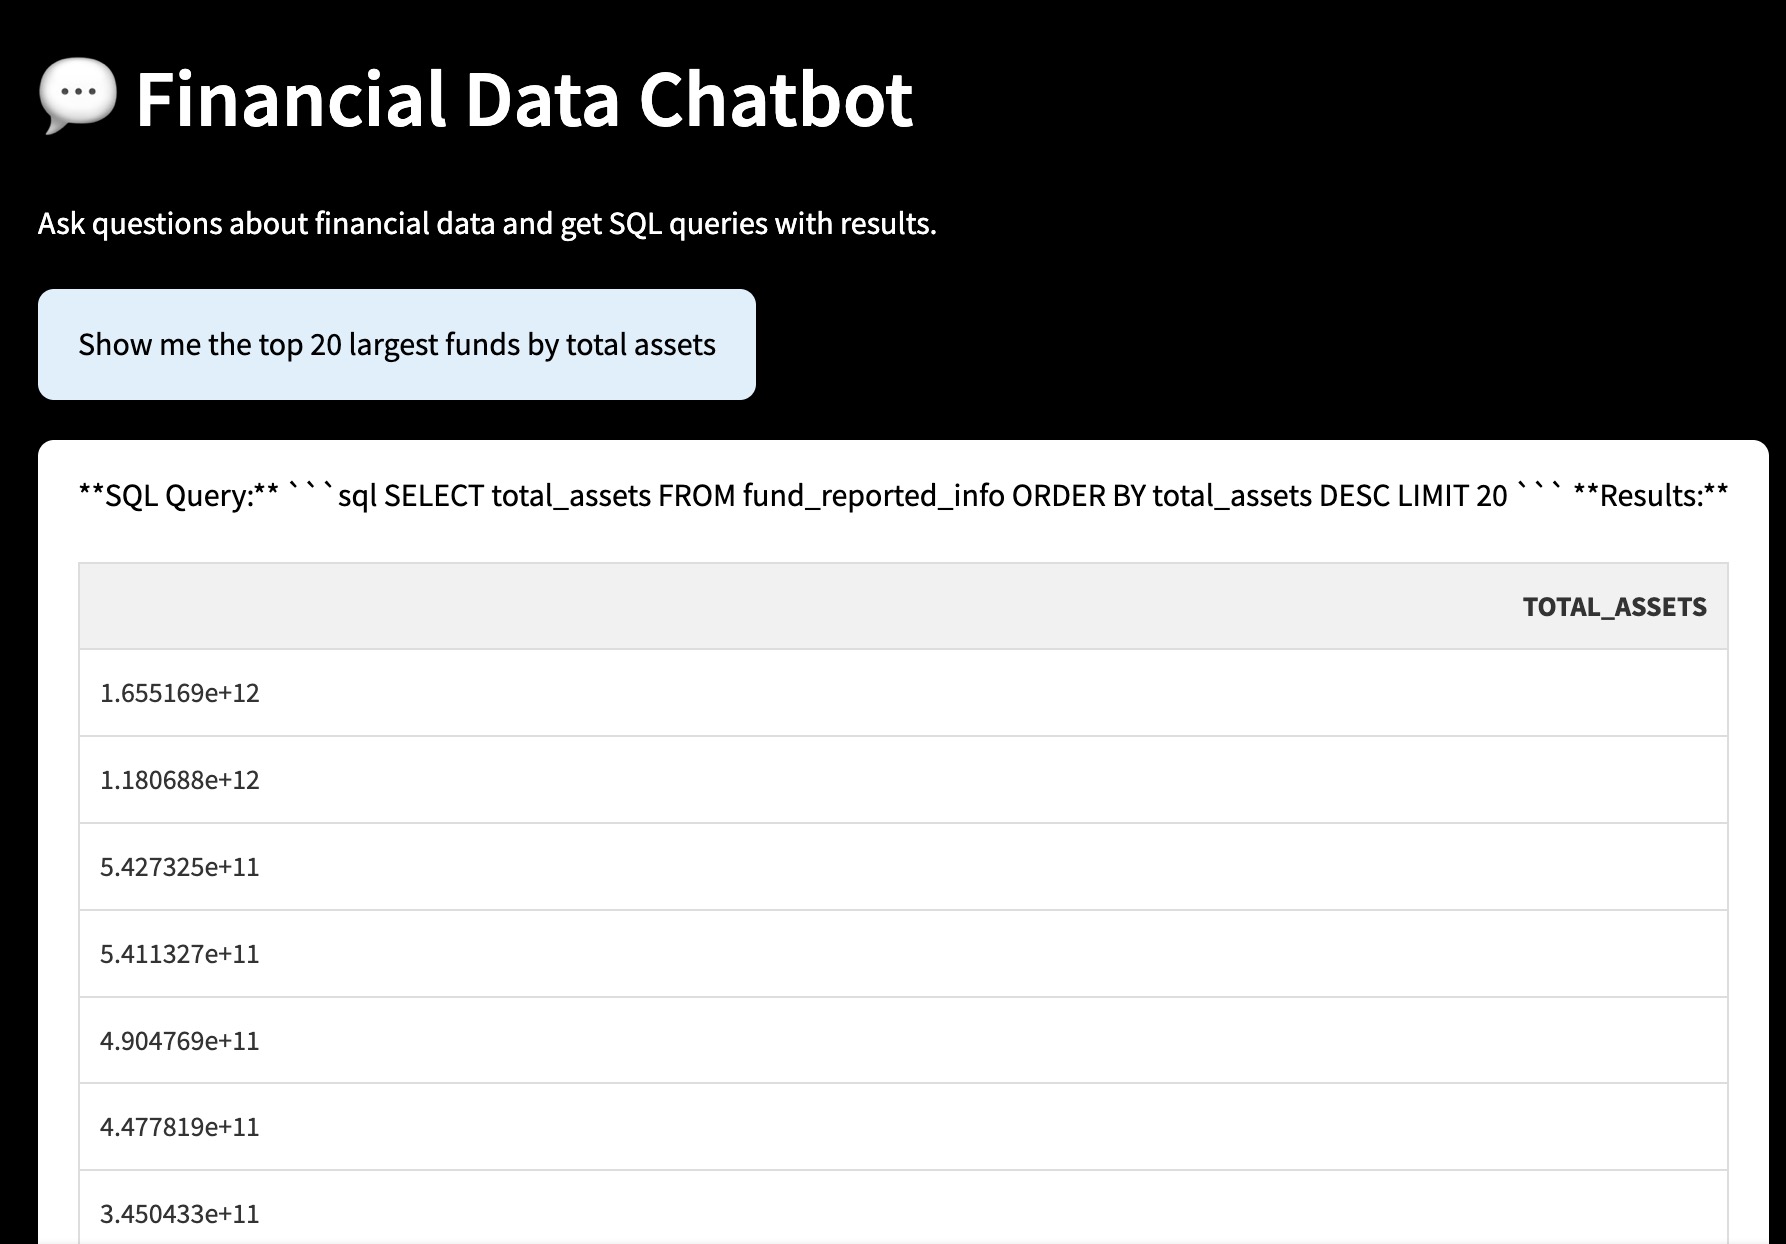 Financial Data Chatbot
Ask questions about financial data and get SQL queries with results.
Show me the top 20 largest funds by total assets
**SQL Query:** ```sql SELECT total_assets FROM fund_reported_info ORDER BY total_assets DESC LIMIT 20 ``` **Results:**
TOTAL_ASSETS
1.655169e+12
1.180688e+12
5.427325e+11
5.411327e+11
4.904769e+11
4.477819e+11
3.450433e+11